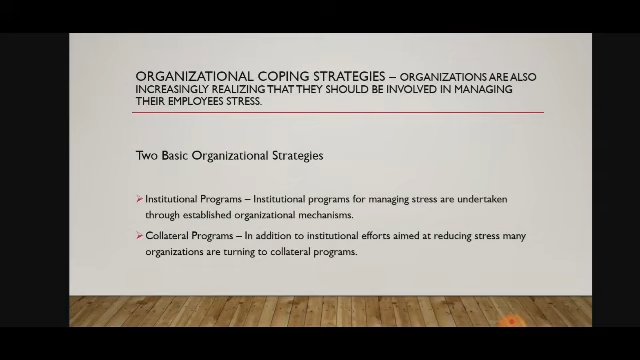 ORGANIZATIONAL COPING STRATEGIES – ORGANIZATIONS ARE ALSO
INCREASINGLY REALIZING THAT THEY SHOULD BE INVOLVED IN MANAGING
THEIR EMPLOYEES STRESS.
Two Basic Organizational Strategies
➢ Institutional Programs – Institutional programs for managing stress are undertaken
through established organizational mechanisms.
➢ Collateral Programs – In addition to institutional efforts aimed at reducing stress many
organizations are turning to collateral programs.